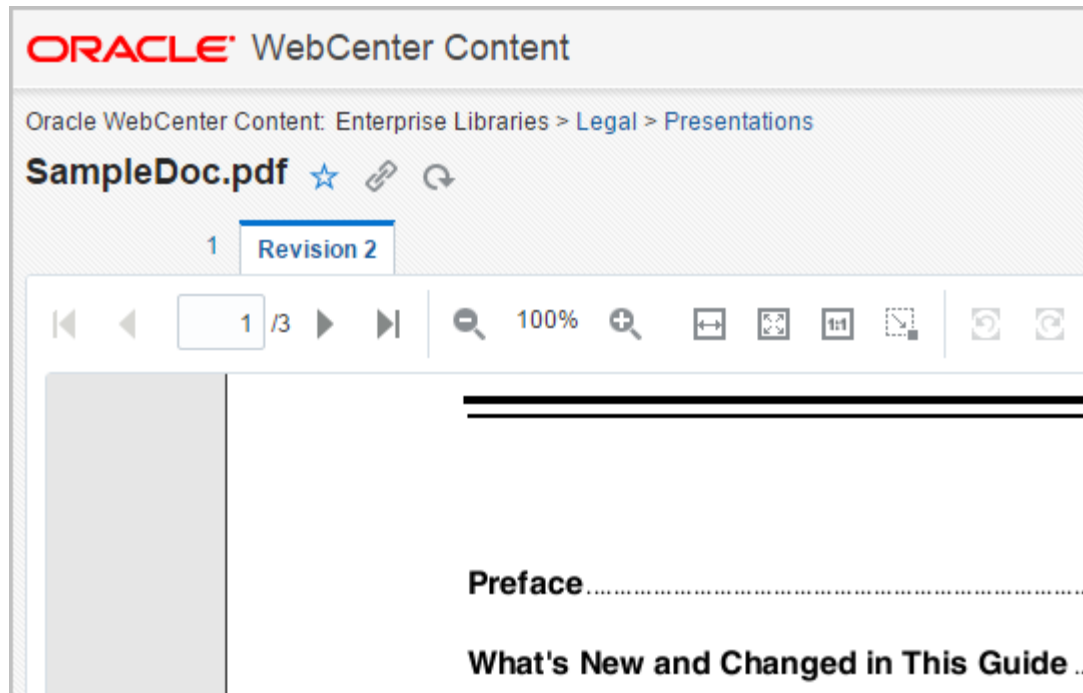 ORACLE WebCenter Content
Oracle WebCenter Content: Enterprise Libraries > Legal > Presentations
SampleDoc.pdf
1 Revision 2
1 /3 100% 1:1
Preface........................................................
What's New and Changed in This Guide ..